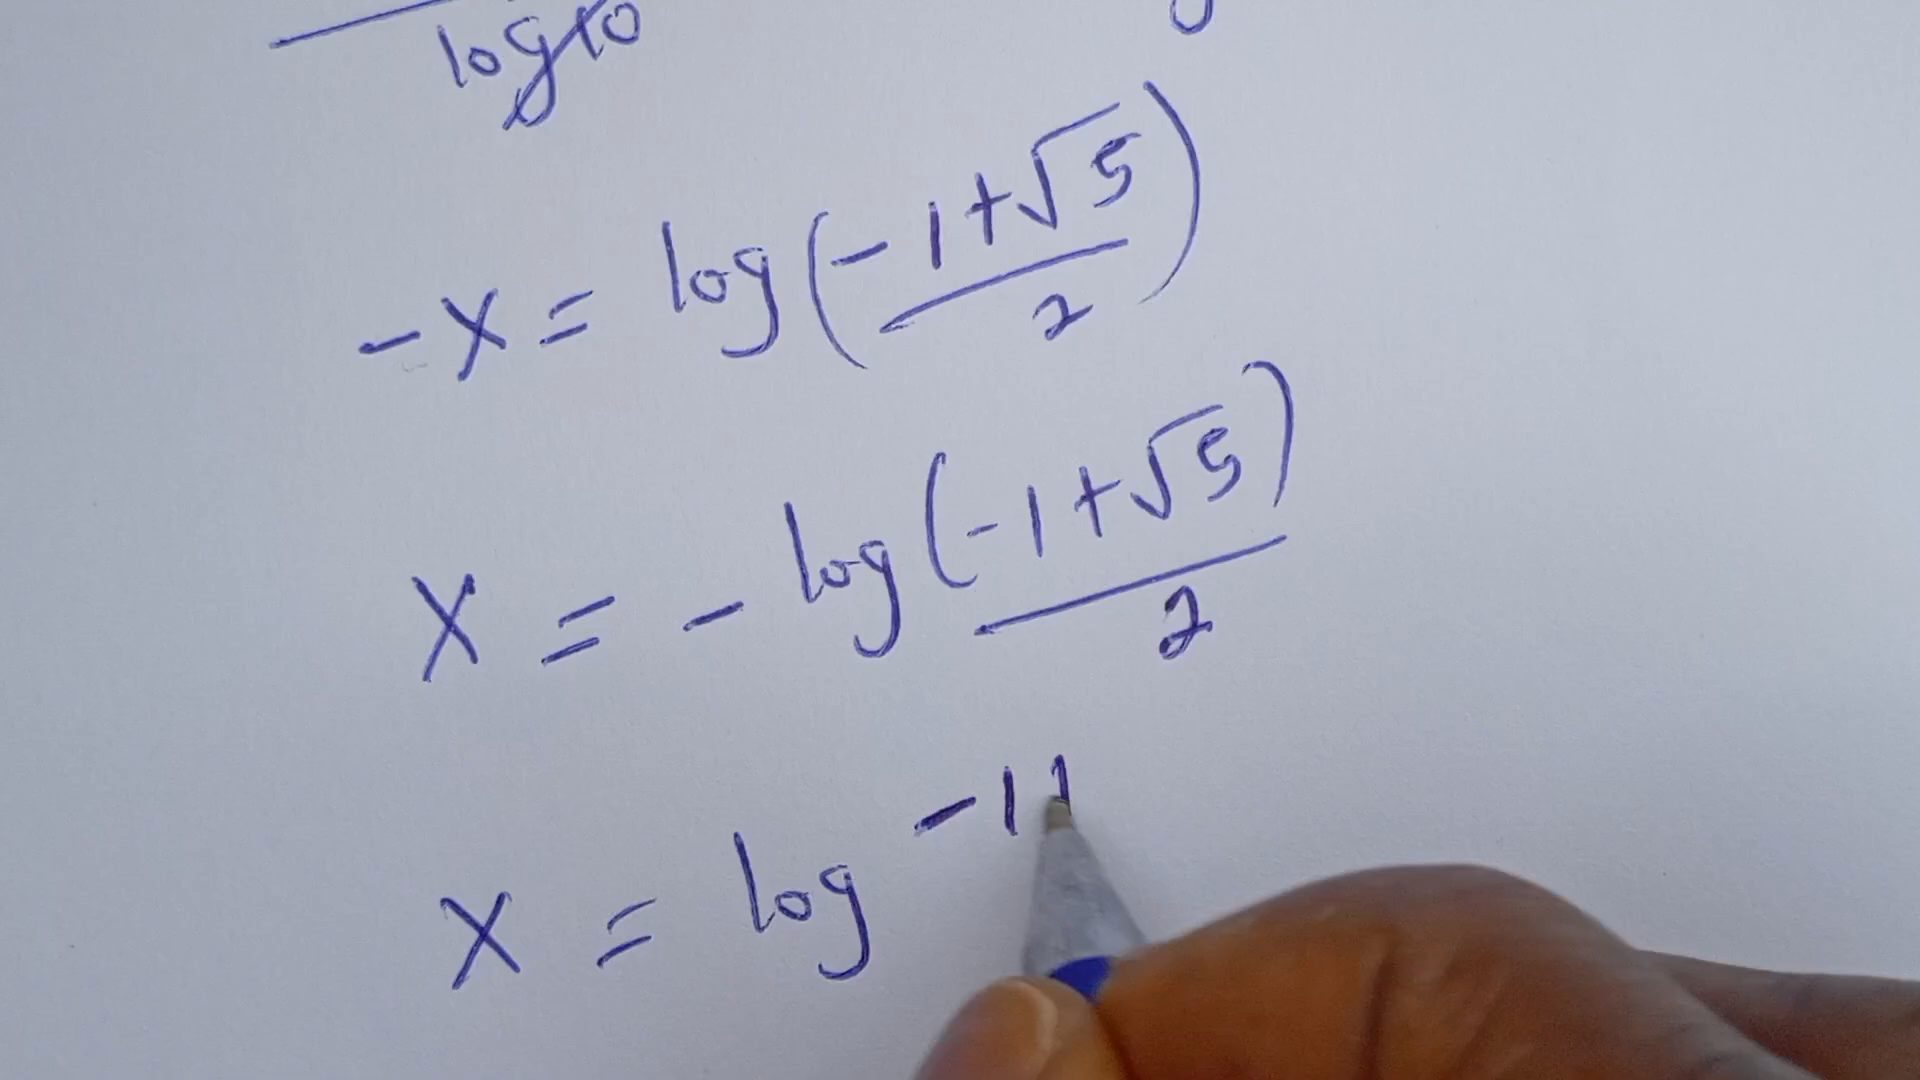 log10
-x = log(-1+√5/2)
x = -log(-1+√5)/2
x = log -11